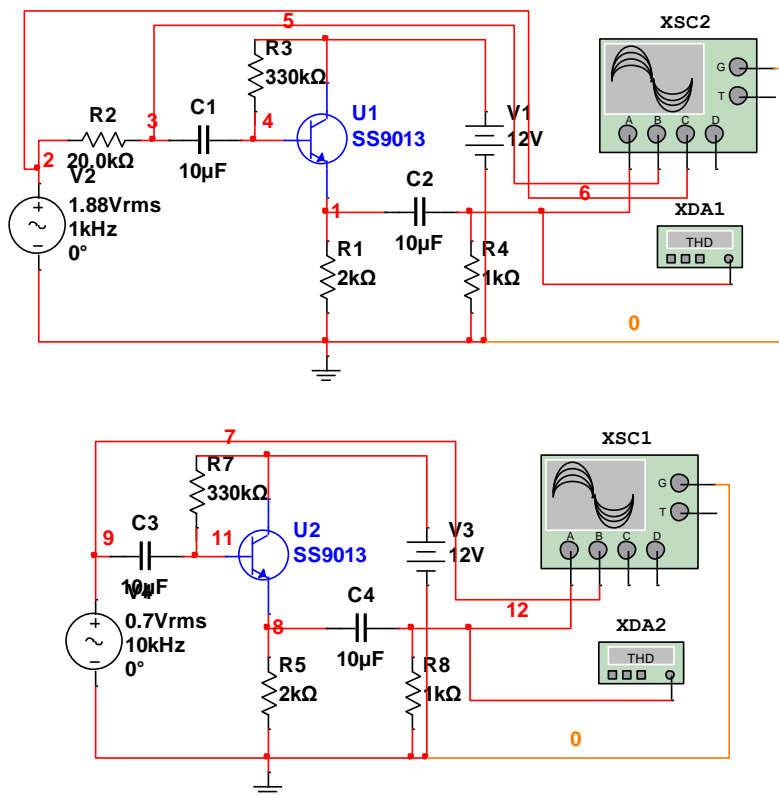 XSC2
5
R3
330kΩ
G
T
A B C D
R2
20.0kΩ
3
C1
10µF
4
U1
SS9013
V1
12V
2
V2
1.88Vrms
1kHz
0°
6
C2
10µF
1
XDA1
THD
R1
2kΩ
R4
1kΩ
0
XSC1
7
R7
330kΩ
G
T
A B C D
9
C3
10µF
11
U2
SS9013
V3
12V
V4
0.7Vrms
10kHz
0°
C4
10µF
8
12
XDA2
THD
R5
2kΩ
R8
1kΩ
0